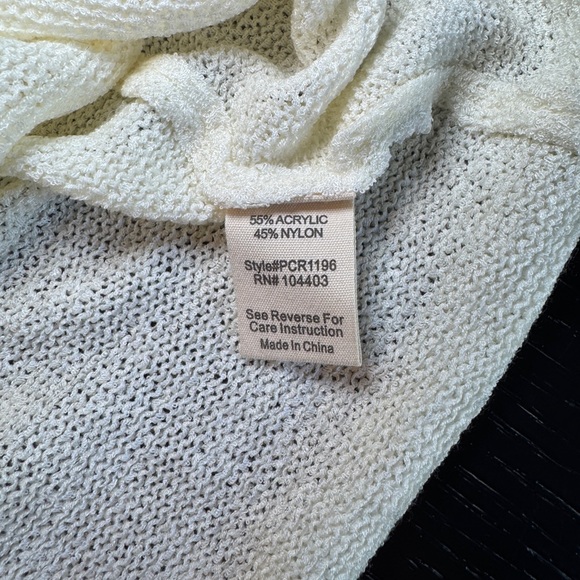 55% ACRYLIC
45% NYLON
Style#PCR1196
RN# 104403
See Reverse For
Care Instruction
Made In China